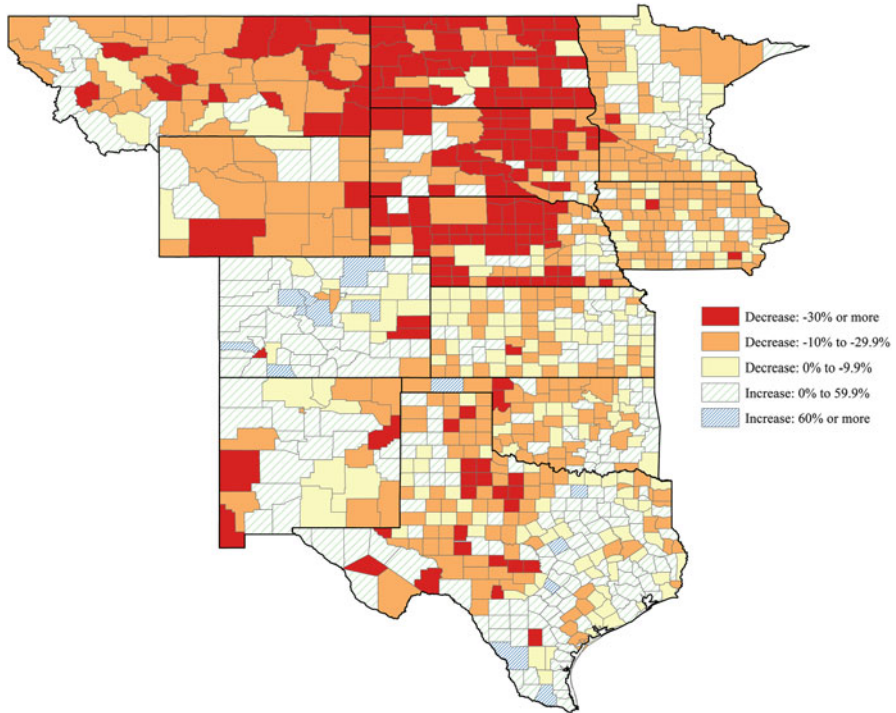 Decrease: -30% or more
Decrease: -10% to -29.9%
Decrease: 0% to -9.9%
Increase: 0% to 59.9%
Increase: 60% or more